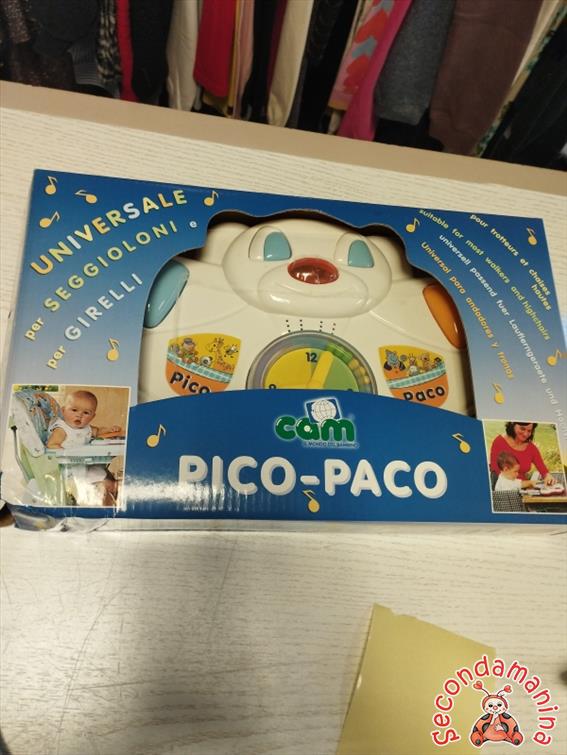 UNIVERSALE
per SEGGIOLONI e
per GIRELLI
pour trotteurs et chaises
hautes
suitable for most walkers and highchairs
universell passend fuer Lauflerngeraete und
Universal para andadores y tronas
12
Pico
Paco
cam
IL MONDO DEL BAMBINO
PICO-PACO
Secondamanina